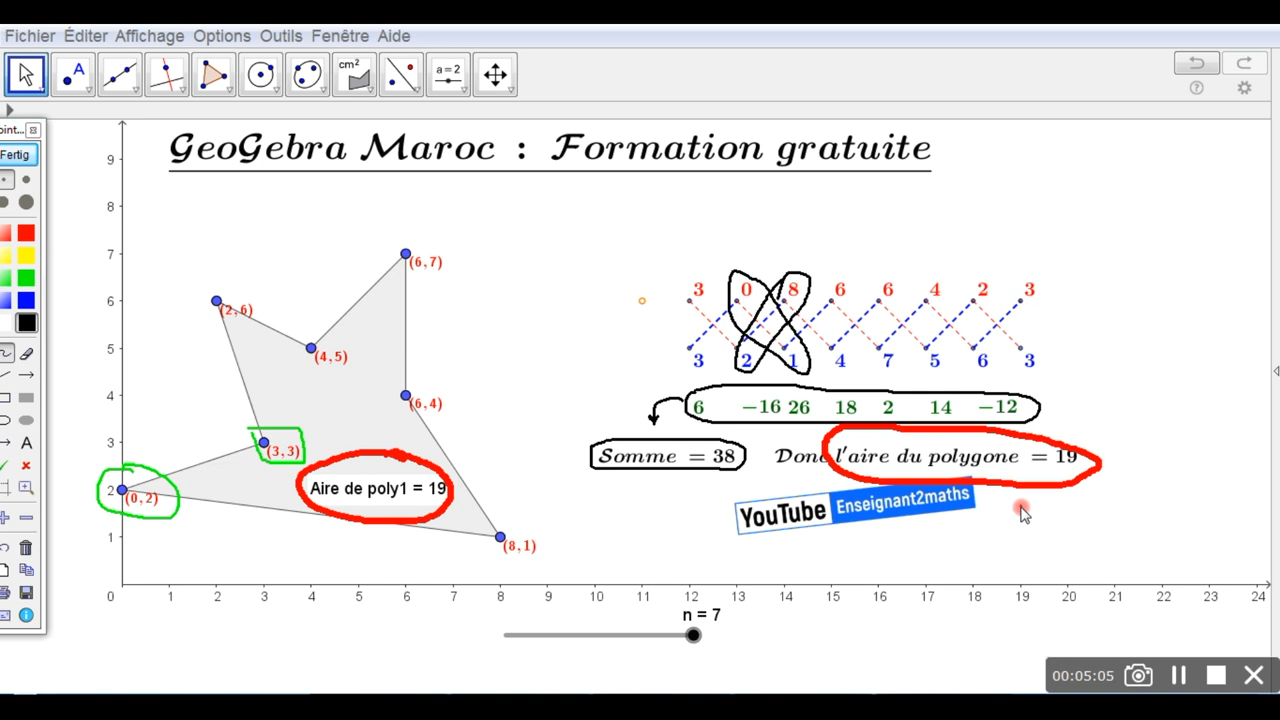 Fichier Éditer Affichage Options Outils Fenêtre Aide
A cm² a=2
oint...
Fertig
A
GeoGebra Maroc : Formation gratuite
9
8
7
6
5
4
3
2
1
0 1 2 3 4 5 6 7 8 9 10 11 12 13 14 15 16 17 18 19 20 21 22 23 24
(6,7)
(2,6)
(4,5)
(6,4)
(3,3)
(0,2)
(8,1)
Aire de poly1 = 19
3 0 8 6 6 4 2 3
3 2 1 4 7 5 6 3
6 −16 26 18 2 14 −12
Somme = 38 Donc l'aire du polygone = 19
YouTube Enseignant2maths
n = 7
00:05:05